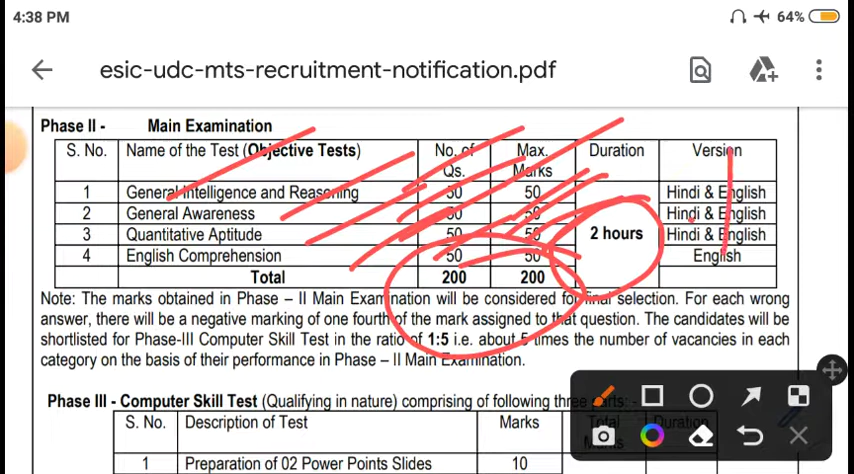 4:38 PM 64%
esic-udc-mts-recruitment-notification.pdf
Phase II - Main Examination
S. No. Name of the Test (Objective Tests) No. of Qs. Max. Marks Duration Version
1 General Intelligence and Reasoning 50 50 2 hours Hindi & English
2 General Awareness 50 50 Hindi & English
3 Quantitative Aptitude 50 50 Hindi & English
4 English Comprehension 50 50 English
Total 200 200
Note: The marks obtained in Phase – II Main Examination will be considered for final selection. For each wrong
answer, there will be a negative marking of one fourth of the mark assigned to that question. The candidates will be
shortlisted for Phase-III Computer Skill Test in the ratio of 1:5 i.e. about 5 times the number of vacancies in each
category on the basis of their performance in Phase – II Main Examination.
Phase III - Computer Skill Test (Qualifying in nature) comprising of following three parts: -
S. No. Description of Test Marks Total Marks Duration
1 Preparation of 02 Power Points Slides 10